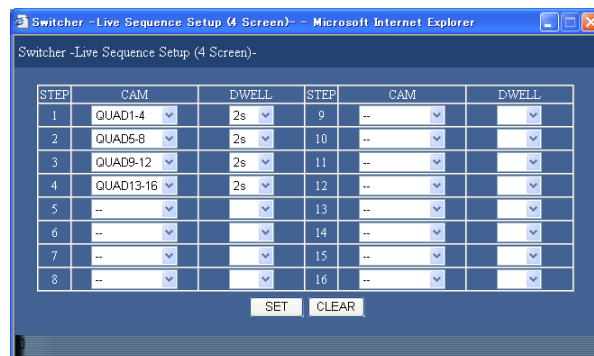 Switcher -Live Sequence Setup (4 Screen)- - Microsoft Internet Explorer
Switcher -Live Sequence Setup (4 Screen)-
STEP CAM DWELL STEP CAM DWELL
1 QUAD1-4 2s 9 --
2 QUAD5-8 2s 10 --
3 QUAD9-12 2s 11 --
4 QUAD13-16 2s 12 --
5 -- 13 --
6 -- 14 --
7 -- 15 --
8 -- 16 --
SET CLEAR